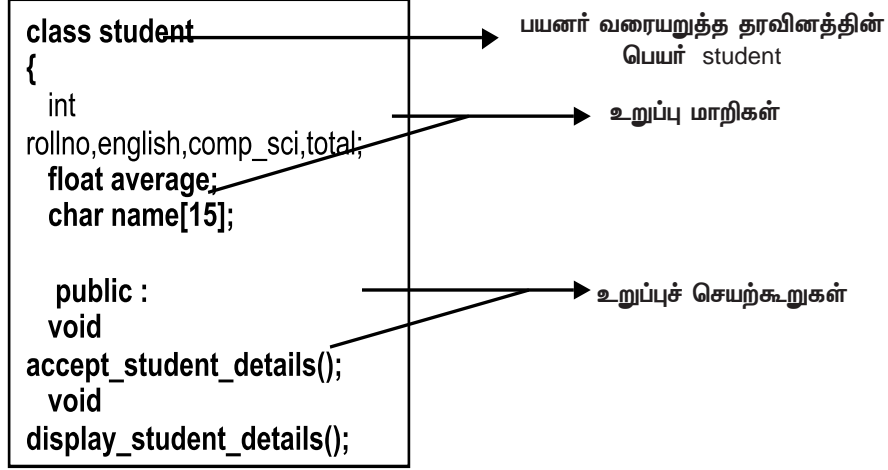 class student
{
int
rollno,english,comp_sci,total;
float average;
char name[15];
public :
void
accept_student_details();
void
display_student_details();
பயனர் வரையறுத்த தரவினத்தின்
பெயர் student
உறுப்பு மாறிகள்
உறுப்புச் செயற்கூறுகள்